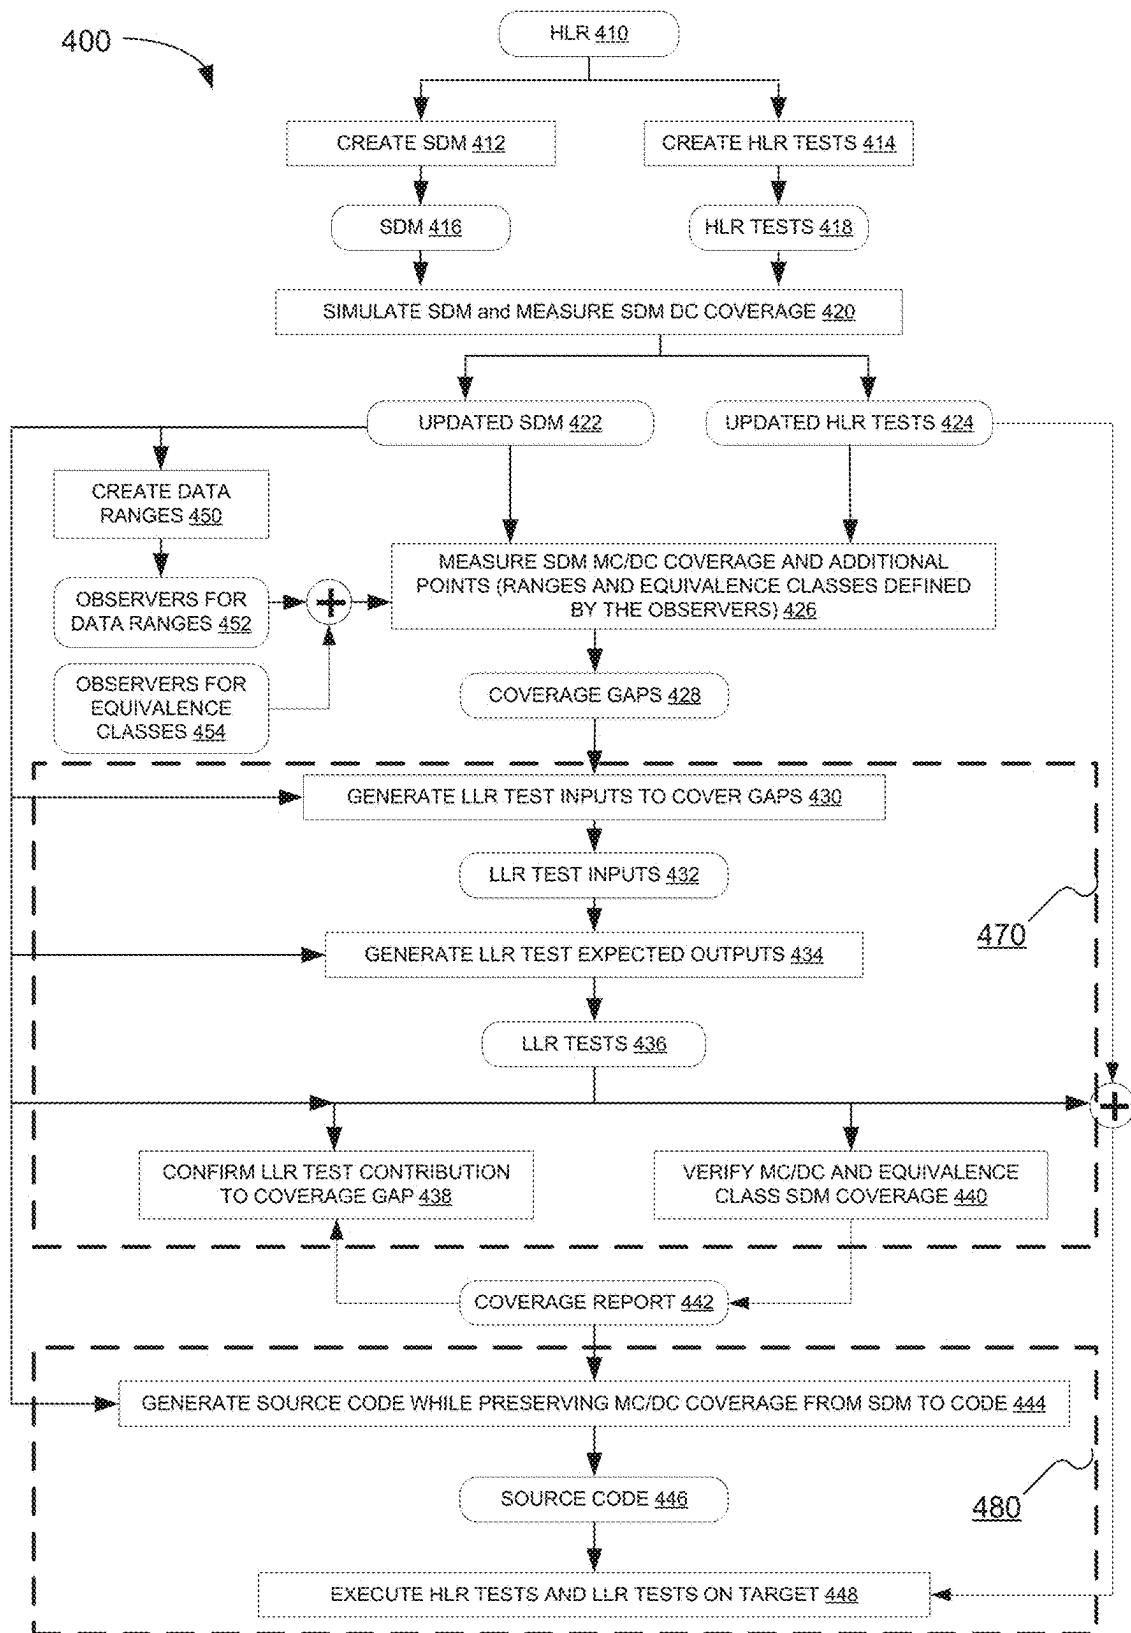 400
HLR 410
CREATE SDM 412
CREATE HLR TESTS 414
SDM 416
HLR TESTS 418
SIMULATE SDM and MEASURE SDM DC COVERAGE 420
UPDATED SDM 422
UPDATED HLR TESTS 424
CREATE DATA
RANGES 450
OBSERVERS FOR
DATA RANGES 452
+
MEASURE SDM MC/DC COVERAGE AND ADDITIONAL
POINTS (RANGES AND EQUIVALENCE CLASSES DEFINED
BY THE OBSERVERS) 426
OBSERVERS FOR
EQUIVALENCE
CLASSES 454
COVERAGE GAPS 428
GENERATE LLR TEST INPUTS TO COVER GAPS 430
LLR TEST INPUTS 432
470
GENERATE LLR TEST EXPECTED OUTPUTS 434
LLR TESTS 436
+
CONFIRM LLR TEST CONTRIBUTION
TO COVERAGE GAP 438
VERIFY MC/DC AND EQUIVALENCE
CLASS SDM COVERAGE 440
COVERAGE REPORT 442
GENERATE SOURCE CODE WHILE PRESERVING MC/DC COVERAGE FROM SDM TO CODE 444
SOURCE CODE 446
480
EXECUTE HLR TESTS AND LLR TESTS ON TARGET 448